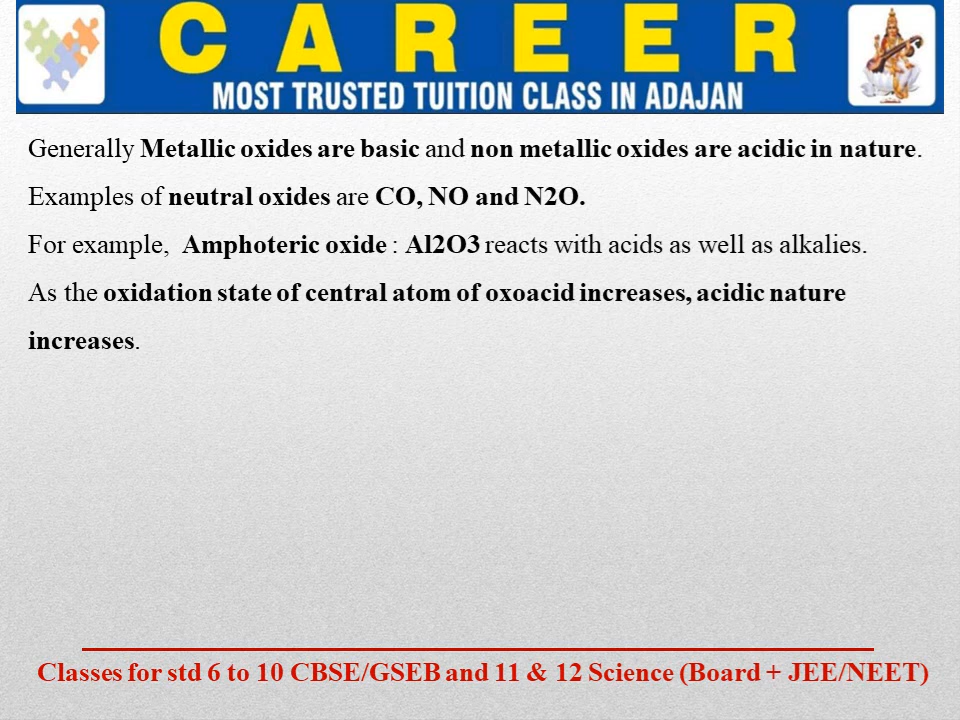 CAREER
MOST TRUSTED TUITION CLASS IN ADAJAN
Generally Metallic oxides are basic and non metallic oxides are acidic in nature.
Examples of neutral oxides are CO, NO and N2O.
For example,  Amphoteric oxide : Al2O3 reacts with acids as well as alkalies.
As the oxidation state of central atom of oxoacid increases, acidic nature
increases.
Classes for std 6 to 10 CBSE/GSEB and 11 & 12 Science (Board + JEE/NEET)